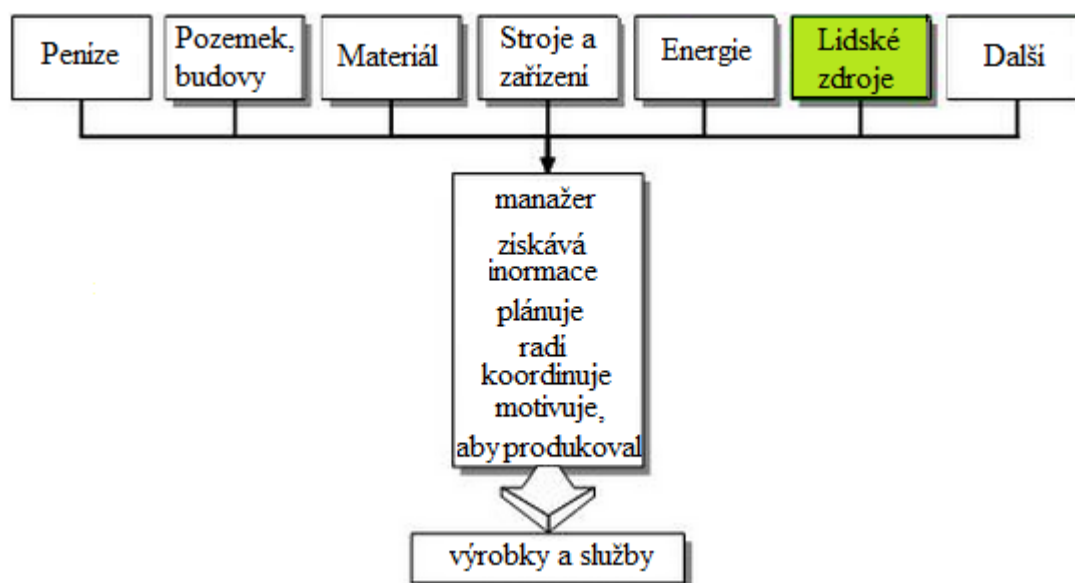 Peníze
Pozemek,
budovy
Materiál
Stroje a
zařízení
Energie
Lidské
zdroje
Další
manažer
získává
inormace
plánuje
radí
koordinuje
motivuje,
aby produkoval
výrobky a služby